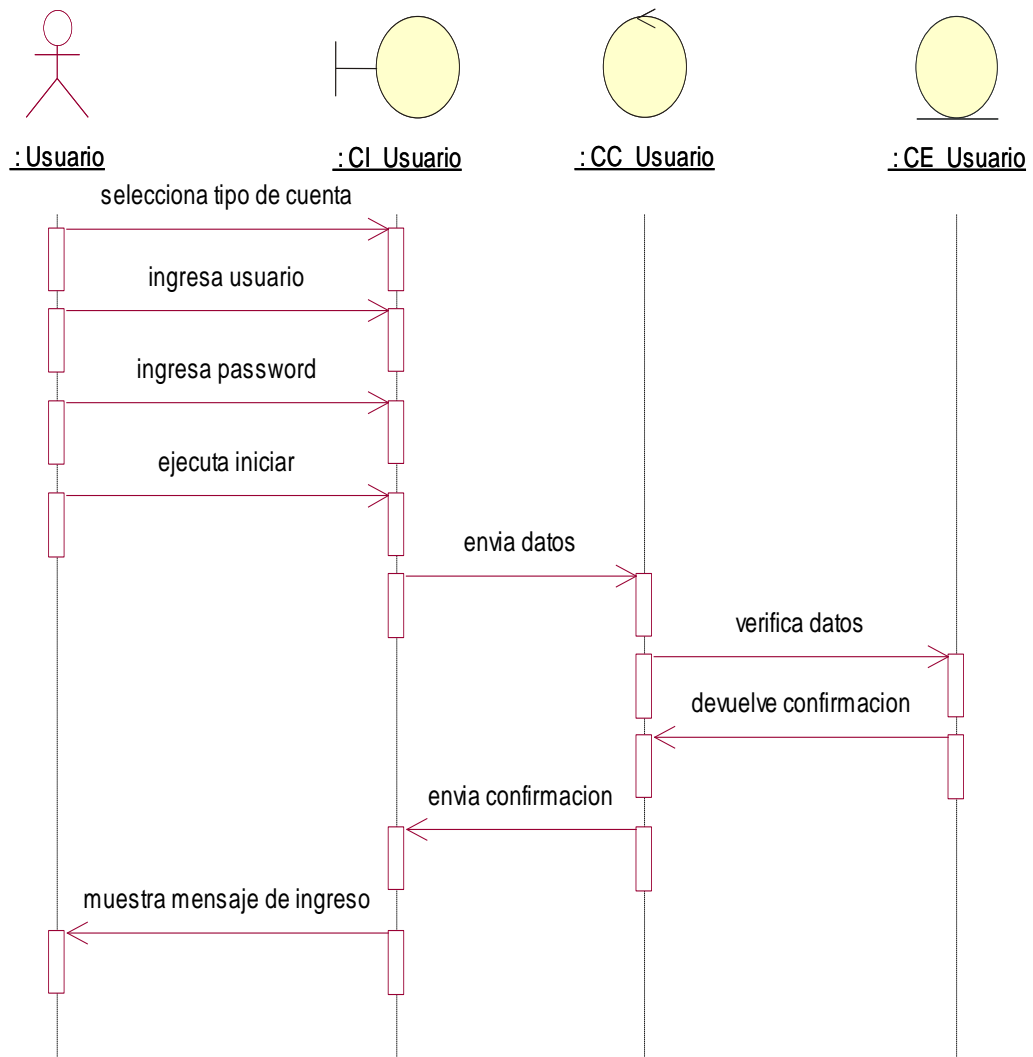 : Usuario
: CI_Usuario
: CC_Usuario
: CE_Usuario
selecciona tipo de cuenta
ingresa usuario
ingresa password
ejecuta iniciar
envia datos
verifica datos
devuelve confirmacion
envia confirmacion
muestra mensaje de ingreso